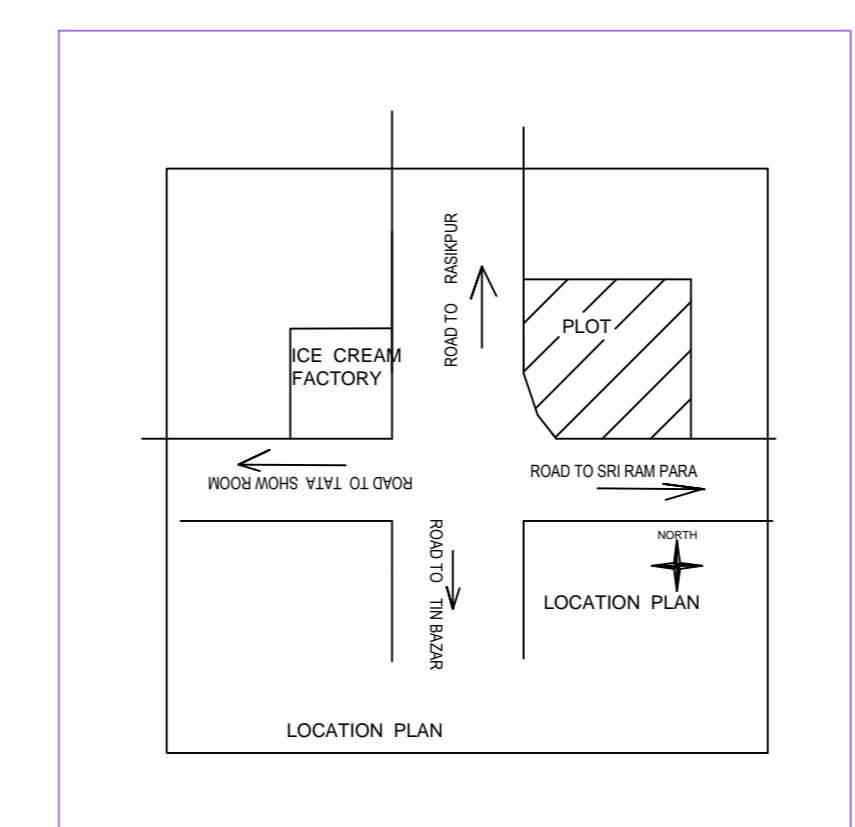 ROAD TO RASIKPUR
PLOT
ICE CREAM
FACTORY
ROAD TO TATA SHOW ROOM
ROAD TO SRI RAM PARA
ROAD TO TIN BAZAR
NORTH
LOCATION PLAN
LOCATION PLAN